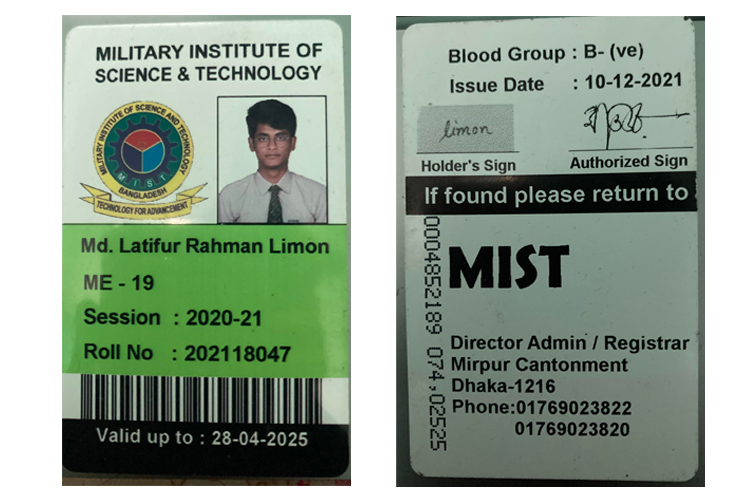 MILITARY INSTITUTE OF
SCIENCE & TECHNOLOGY
MILITARY INSTITUTE OF SCIENCE AND TECHNOLOGY
MIST
BANGLADESH
TECHNOLOGY FOR ADVANCEMENT
Md. Latifur Rahman Limon
ME - 19
Session : 2020-21
Roll No : 202118047
Valid up to : 28-04-2025
Blood Group : B- (ve)
Issue Date : 10-12-2021
limon
Holder's Sign
Authorized Sign
If found please return to
0004852189 074,02525
MIST
Director Admin / Registrar
Mirpur Cantonment
Dhaka-1216
Phone:01769023822
01769023820